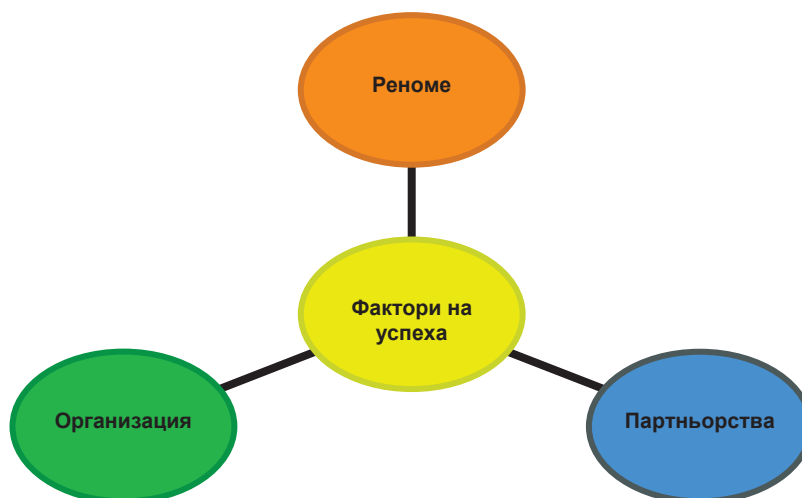 Реноме
Фактори на
успеха
Организация
Партньорства